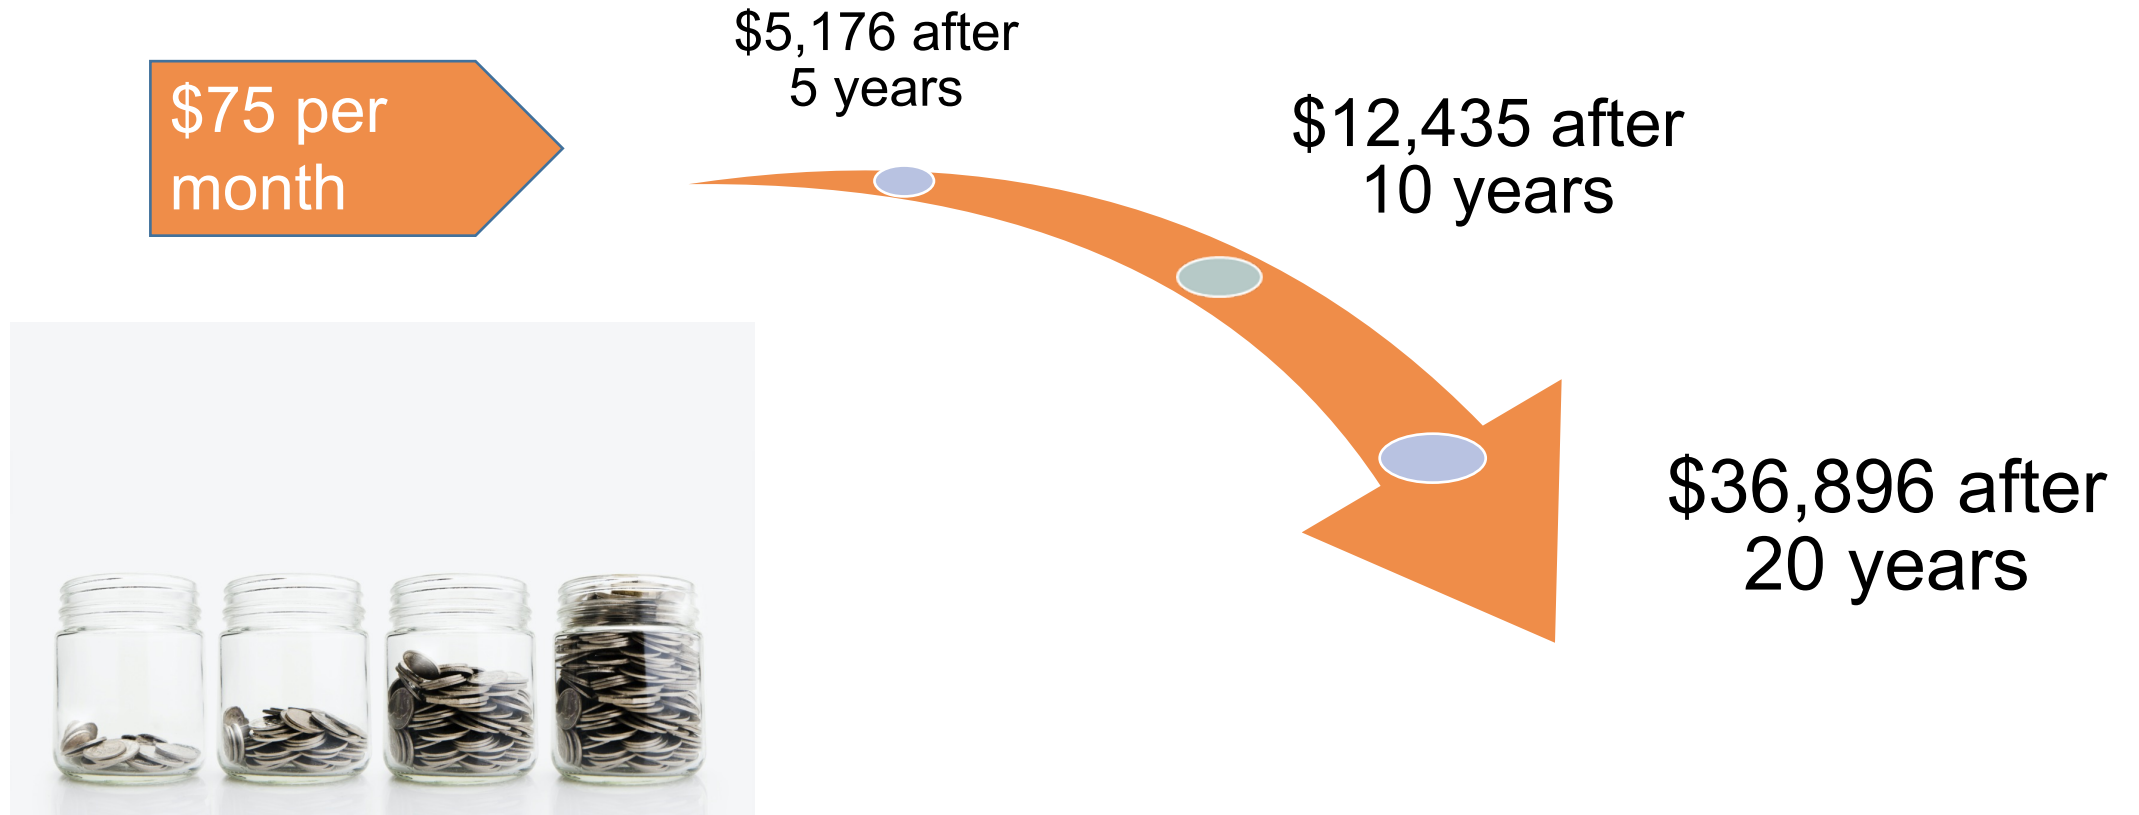 $75 per
month
$5,176 after
5 years
$12,435 after
10 years
$36,896 after
20 years